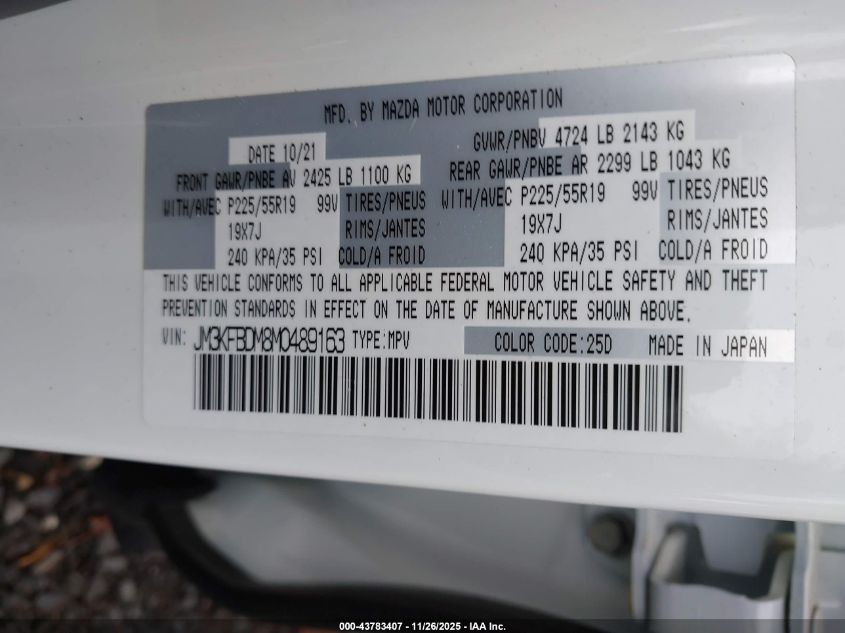 MFD. BY MAZDA MOTOR CORPORATION
DATE 10/21 GVWR/PNBV 4724 LB 2143 KG
FRONT GAWR/PNBE AV 2425 LB 1100 KG REAR GAWR/PNBE AR 2299 LB 1043 KG
WITH/AVEC P225/55R19 99V TIRES/PNEUS WITH/AVEC P225/55R19 99V TIRES/PNEUS
19X7J RIMS/JANTES 19X7J RIMS/JANTES
240 KPA/35 PSI COLD/A FROID 240 KPA/35 PSI COLD/A FROID
THIS VEHICLE CONFORMS TO ALL APPLICABLE FEDERAL MOTOR VEHICLE SAFETY AND THEFT
PREVENTION STANDARDS IN EFFECT ON THE DATE OF MANUFACTURE SHOWN ABOVE.
VIN: JM3KFBDM8M0489163 TYPE:MPV COLOR CODE:25D MADE IN JAPAN
000-43783407 - 11/26/2025 - IAA Inc.